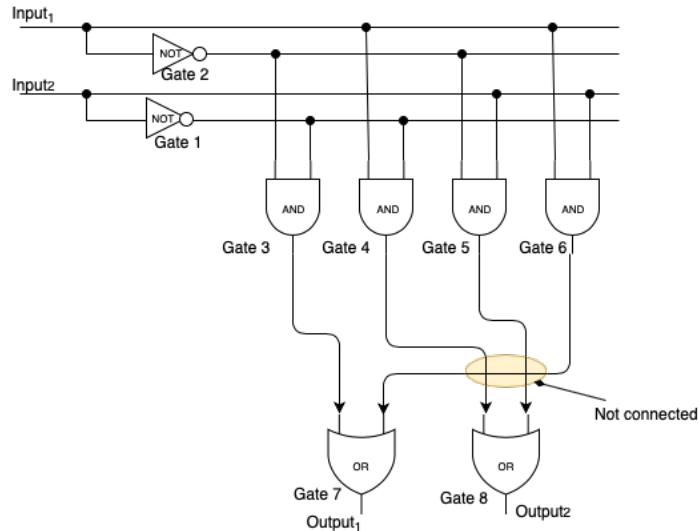 Input1
NOT
Gate 2
Input2
NOT
Gate 1
AND
AND
AND
AND
Gate 3
Gate 4
Gate 5
Gate 6
Not connected
OR
OR
Gate 7
Gate 8
Output1
Output2